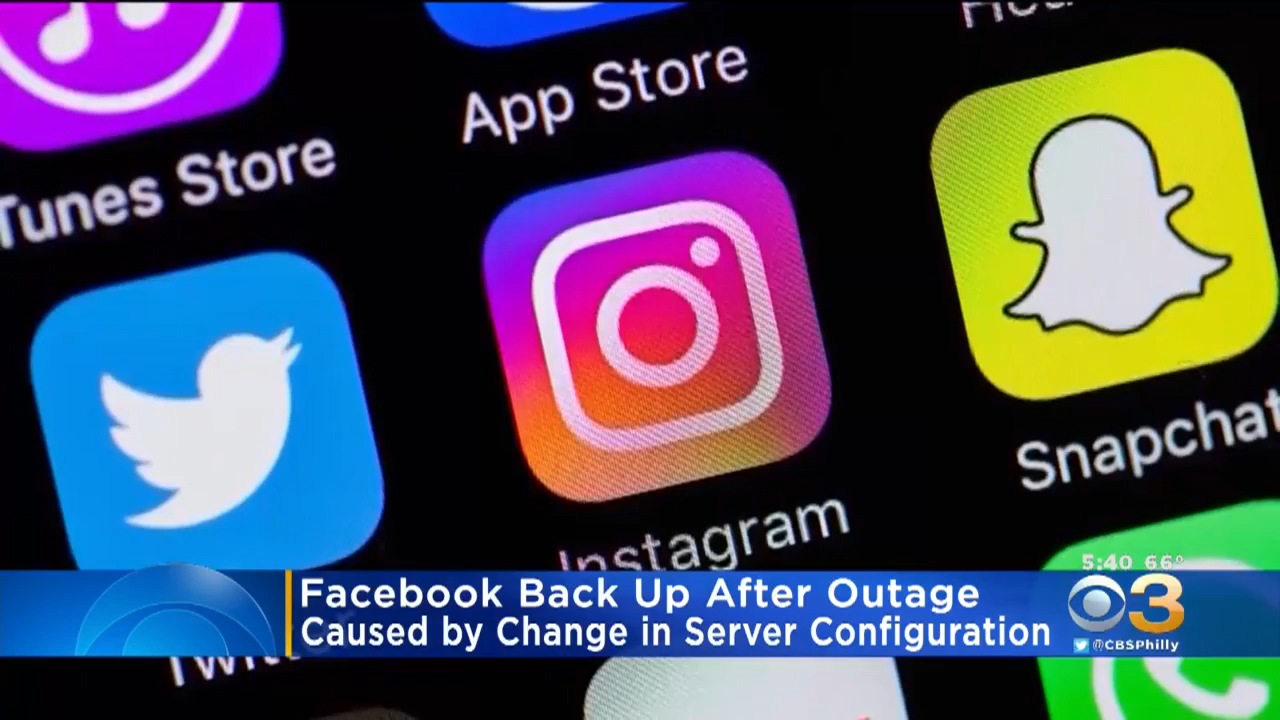 App Store
Tunes Store
Instagram
Snapchat
5:40 66°
Facebook Back Up After Outage
Caused by Change in Server Configuration
3
@CBSPhilly